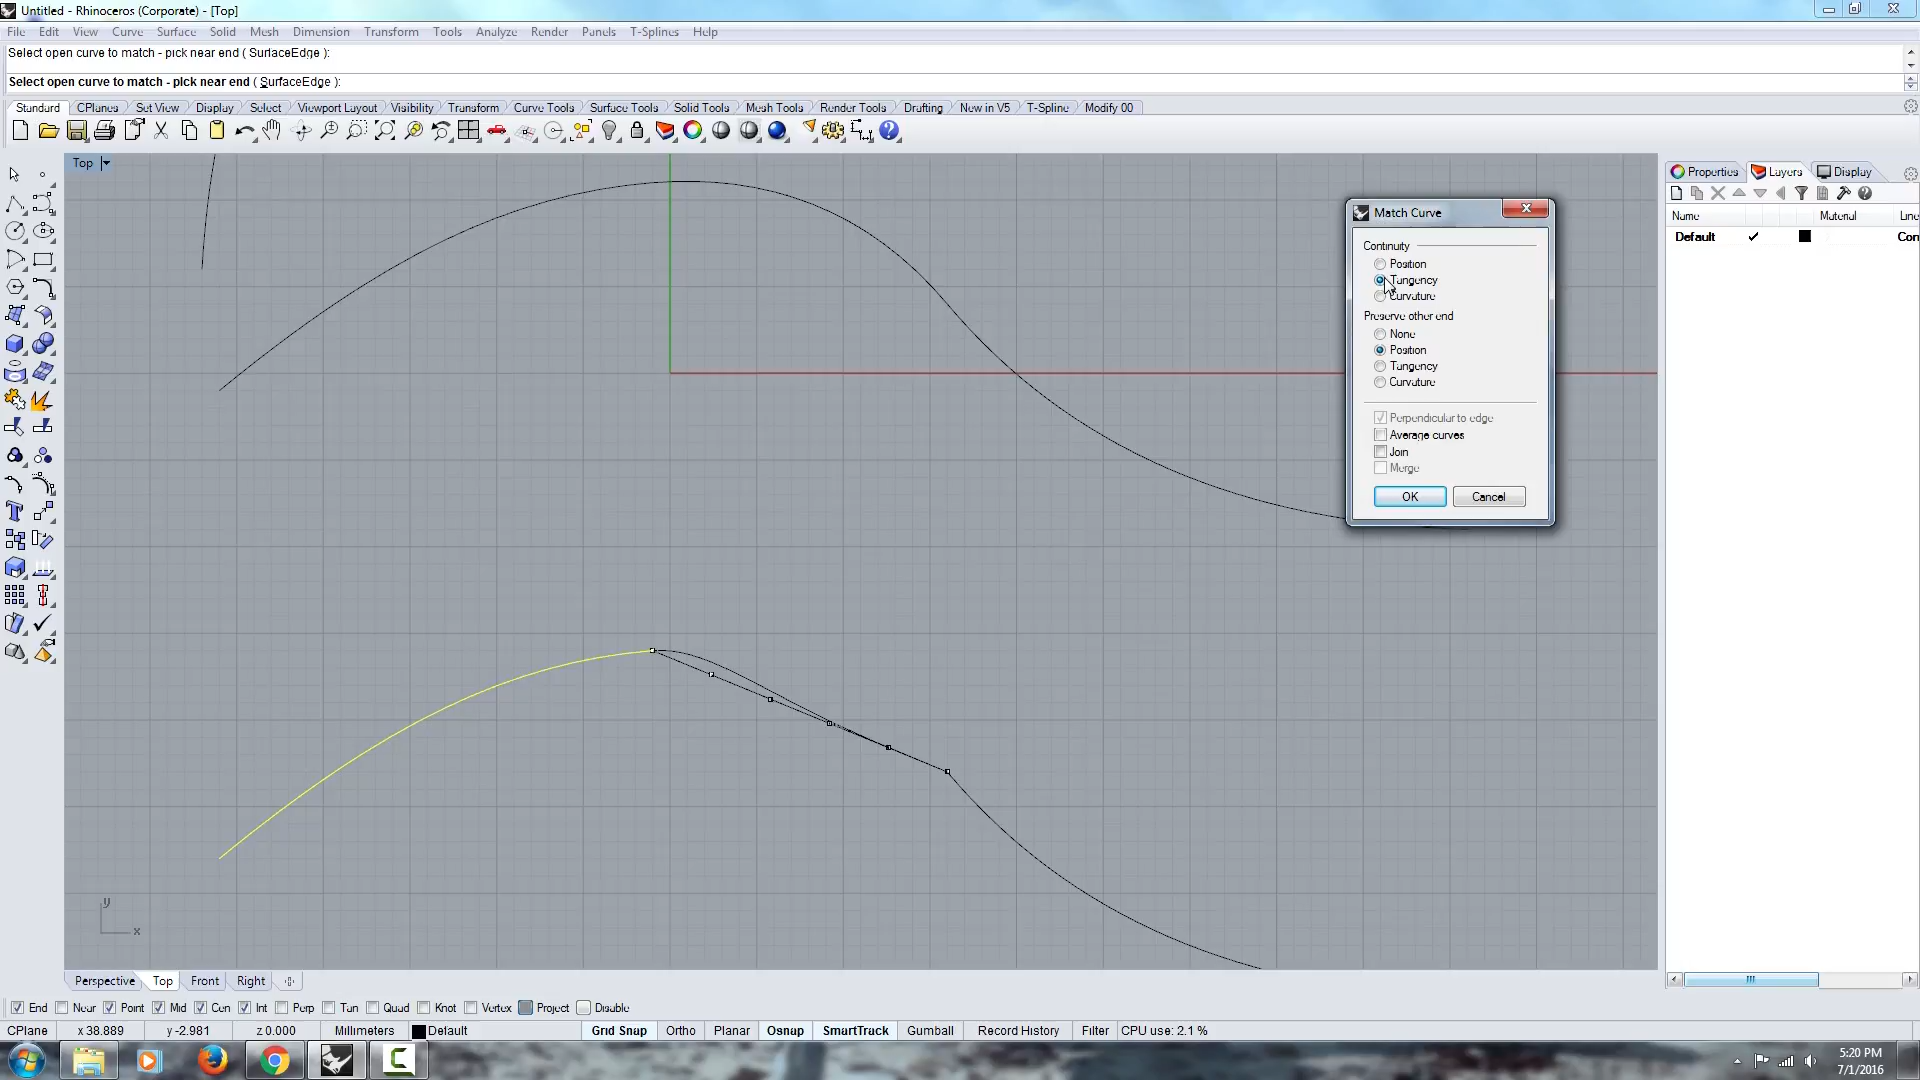 Untitled - Rhinoceros (Corporate) - [Top]
File Edit View Curve Surface Solid Mesh Dimension Transform Tools Analyze Render Panels T-Splines Help
Select open curve to match - pick near end ( SurfaceEdge ):
Select open curve to match - pick near end ( SurfaceEdge ):
Standard CPlanes Set View Display Select Viewport Layout Visibility Transform Curve Tools Surface Tools Solid Tools Mesh Tools Render Tools Drafting New in V5 T-Spline Modify 00
Top
Properties Layers Display
Name Material Line
Default Con
Match Curve
Continuity
Position
Tangency
Curvature
Preserve other end
None
Position
Tangency
Curvature
Perpendicular to edge
Average curves
Join
Merge
OK Cancel
y
x
Perspective Top Front Right
End Near Point Mid Cen Int Perp Tan Quad Knot Vertex Project Disable
CPlane x 38.889 y -2.981 z 0.000 Millimeters Default Grid Snap Ortho Planar Osnap SmartTrack Gumball Record History Filter CPU use: 2.1 %
5:20 PM
7/1/2016